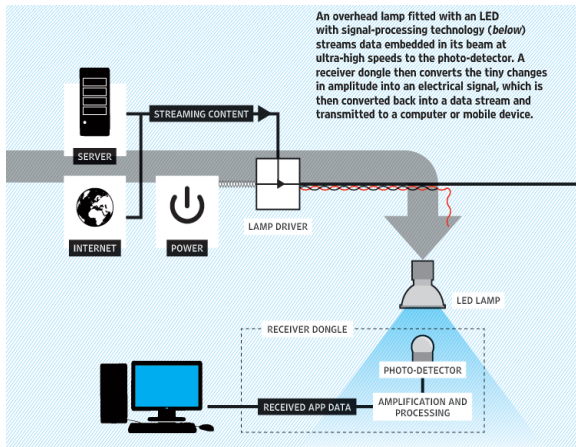 An overhead lamp fitted with an LED
with signal-processing technology (below)
streams data embedded in its beam at
ultra-high speeds to the photo-detector. A
receiver dongle then converts the tiny changes
in amplitude into an electrical signal, which is
then converted back into a data stream and
transmitted to a computer or mobile device.
STREAMING CONTENT
SERVER
LAMP DRIVER
INTERNET
POWER
LED LAMP
RECEIVER DONGLE
PHOTO-DETECTOR
RECEIVED APP DATA
AMPLIFICATION AND
PROCESSING